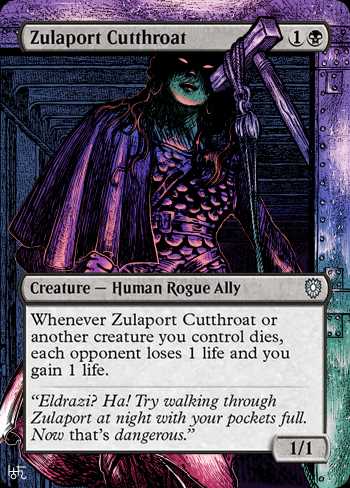 Zulaport Cutthroat 1
Creature — Human Rogue Ally
Whenever Zulaport Cutthroat or
another creature you control dies,
each opponent loses 1 life and you
gain 1 life.
“Eldrazi? Ha! Try walking through
Zulaport at night with your pockets full.
Now that’s dangerous.”
1/1